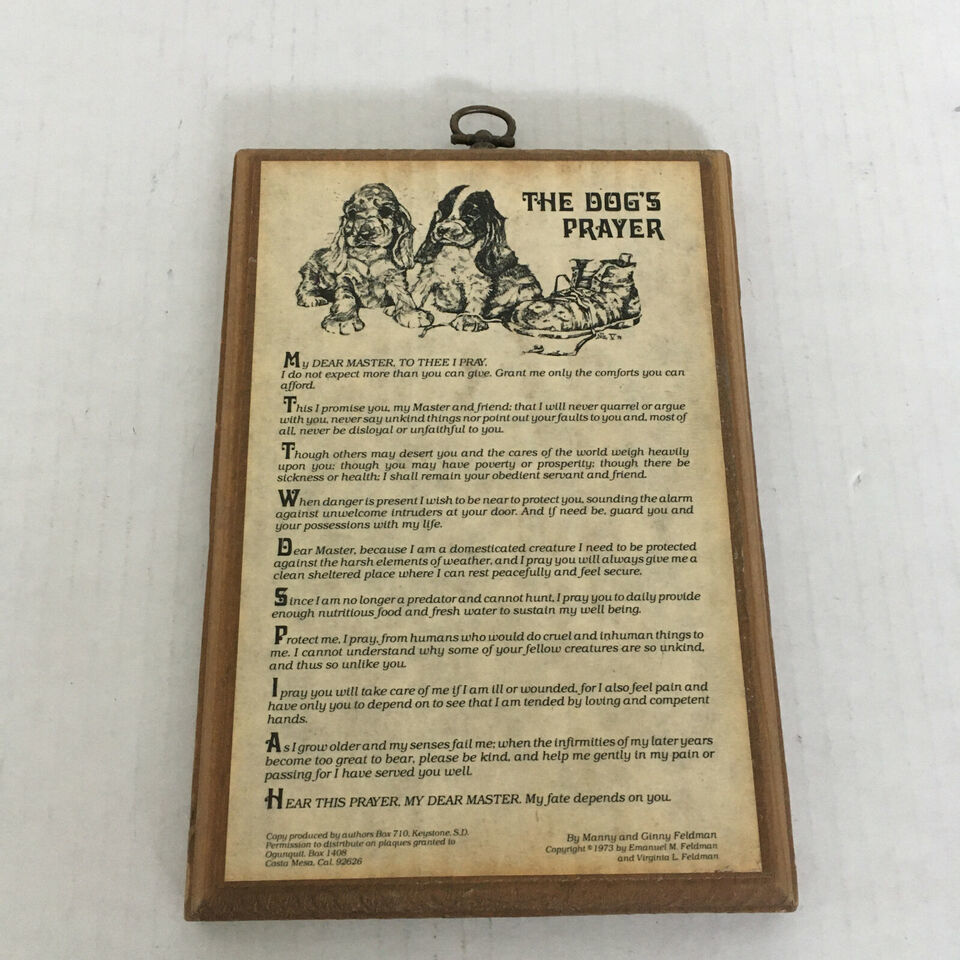 THE DOG'S
PRAYER
My DEAR MASTER, TO THEE I PRAY.
I do not expect more than you can give. Grant me only the comforts you can
afford.
This I promise you, my Master and friend: that I will never quarrel or argue
with you, never say unkind things nor point out your faults to you and, most of
all, never be disloyal or unfaithful to you.
Though others may desert you and the cares of the world weigh heavily
upon you; though you may have poverty or prosperity; though there be
sickness or health; I shall remain your obedient servant and friend.
When danger is present I wish to be near to protect you, sounding the alarm
against unwelcome intruders at your door. And if need be, guard you and
your possessions with my life.
Dear Master, because I am a domesticated creature I need to be protected
against the harsh elements of weather, and I pray you will always give me a
clean sheltered place where I can rest peacefully and feel secure.
Since I am no longer a predator and cannot hunt, I pray you to daily provide
enough nutritious food and fresh water to sustain my well being.
Protect me, I pray, from humans who would do cruel and inhuman things to
me. I cannot understand why some of your fellow creatures are so unkind,
and thus so unlike you.
I pray you will take care of me if I am ill or wounded, for I also feel pain and
have only you to depend on to see that I am tended by loving and competent
hands.
As I grow older and my senses fail me; when the infirmities of my later years
become too great to bear, please be kind, and help me gently in my pain or
passing for I have served you well.
HEAR THIS PRAYER, MY DEAR MASTER. My fate depends on you.
Copy produced by authors Box 710, Keystone, S.D.
Permission to distribute on plaques granted to
Ogunquit, Box 1408
Costa Mesa, Cal. 92626
By Manny and Ginny Feldman
Copyright © 1973 by Emanuel M. Feldman
and Virginia L. Feldman